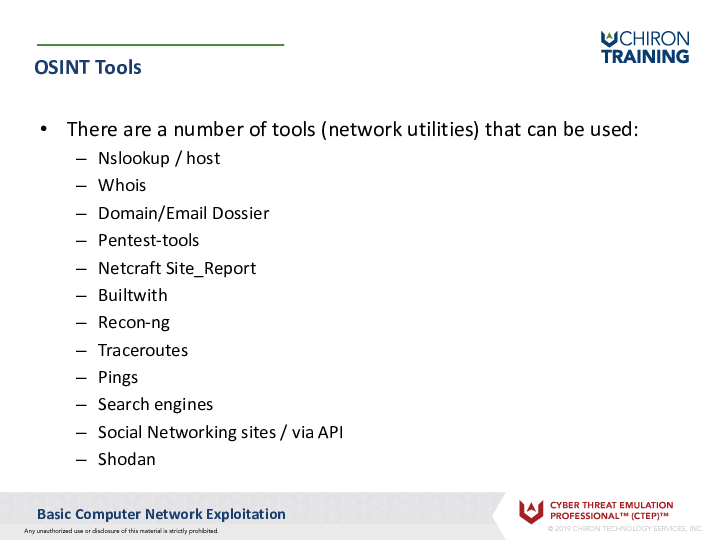 CHIRON
TRAINING
OSINT Tools
• There are a number of tools (network utilities) that can be used:
– Nslookup / host
– Whois
– Domain/Email Dossier
– Pentest-tools
– Netcraft Site_Report
– Builtwith
– Recon-ng
– Traceroutes
– Pings
– Search engines
– Social Networking sites / via API
– Shodan
Basic Computer Network Exploitation
Any unauthorized use or disclosure of this material is strictly prohibited.
CYBER THREAT EMULATION
PROFESSIONAL™ (CTEP)™
© 2019 CHIRON TECHNOLOGY SERVICES, INC.